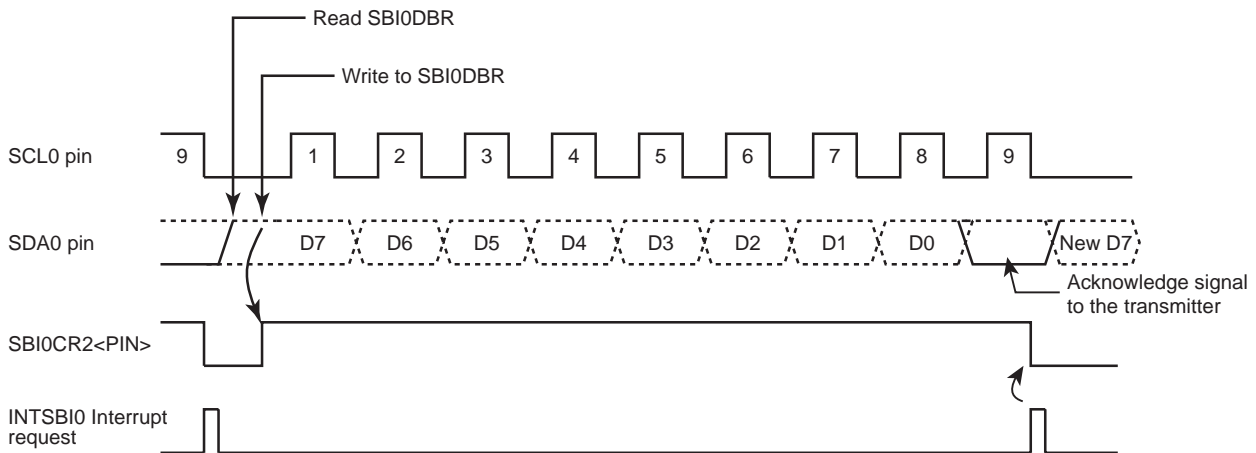 Read SBI0DBR
Write to SBI0DBR
SCL0 pin
9 1 2 3 4 5 6 7 8 9
SDA0 pin
D7 D6 D5 D4 D3 D2 D1 D0 New D7
Acknowledge signal
to the transmitter
SBI0CR2<PIN>
INTSBI0 Interrupt
request